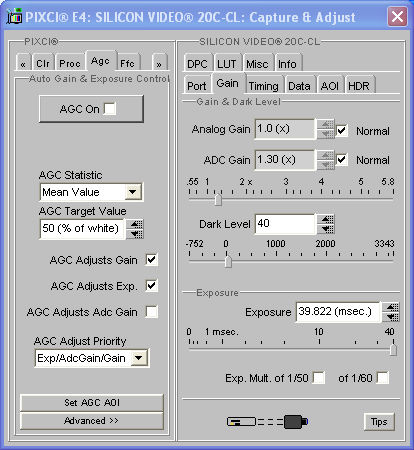 PIXCI® E4: SILICON VIDEO® 20C-CL: Capture & Adjust
PIXCI®
« Clr Proc Agc Ffc »
Auto Gain & Exposure Control
AGC On
AGC Statistic
Mean Value
AGC Target Value
50 (% of white)
AGC Adjusts Gain
AGC Adjusts Exp.
AGC Adjusts Adc Gain
AGC Adjust Priority
Exp/AdcGain/Gain
Set AGC AOI
Advanced >>
SILICON VIDEO® 20C-CL
DPC LUT Misc Info
Port Gain Timing Data AOI HDR
Gain & Dark Level
Analog Gain 1.0 (x) Normal
ADC Gain 1.30 (x) Normal
.55 1 2 x 3 4 5 5.8
Dark Level 40
-752 0 1000 2000 3343
Exposure
Exposure 39.822 (msec.)
0 1 msec. 10 40
Exp. Mult. of 1/50 of 1/60
Tips